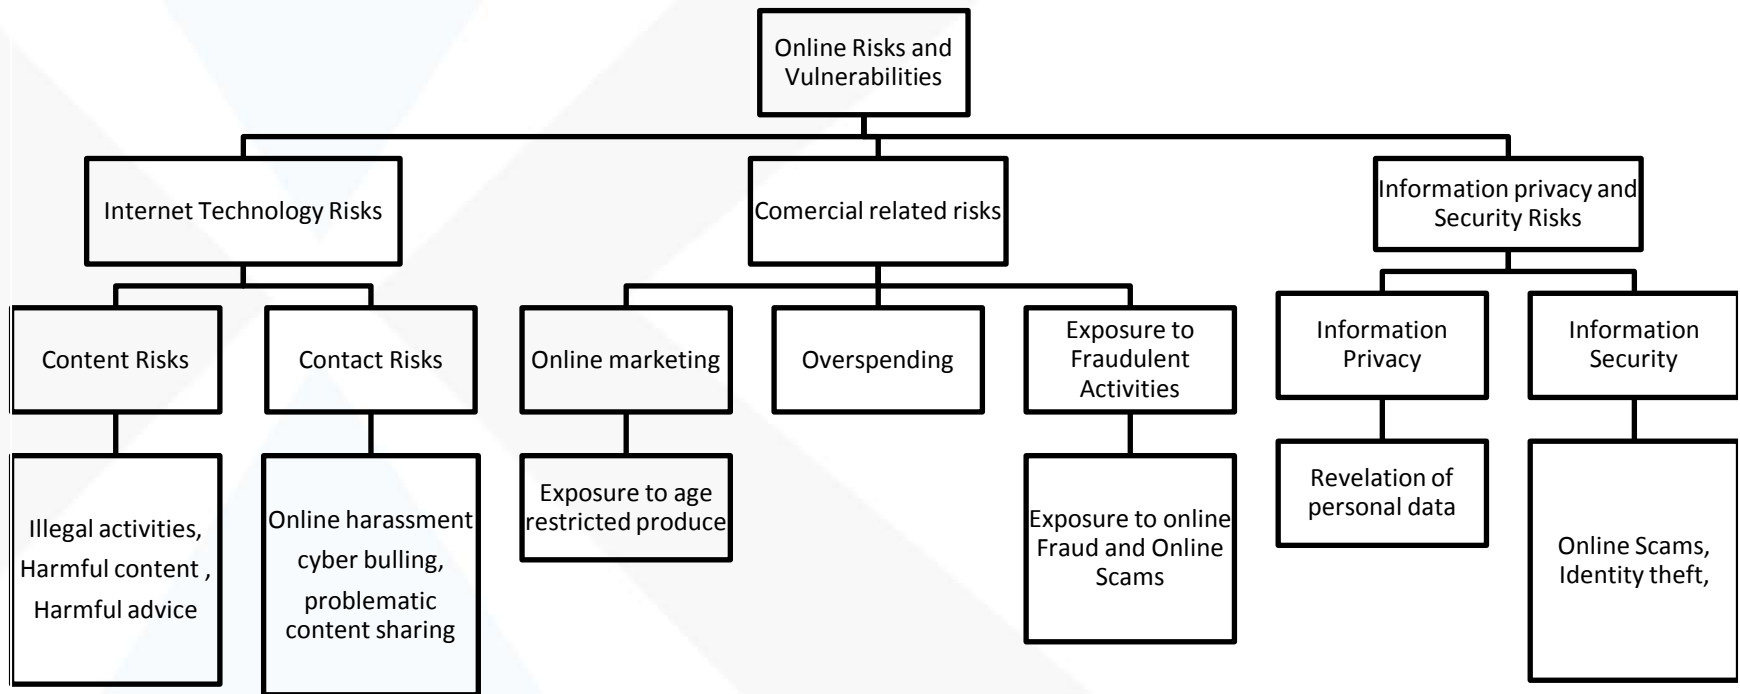 Online Risks and
Vulnerabilities
Internet Technology Risks
Comercial related risks
Information privacy and
Security Risks
Content Risks
Contact Risks
Online marketing
Overspending
Exposure to
Fraudulent
Activities
Information
Privacy
Information
Security
Illegal activities,
Harmful content ,
Harmful advice
Online harassment
cyber bulling,
problematic
content sharing
Exposure to age
restricted produce
Exposure to online
Fraud and Online
Scams
Revelation of
personal data
Online Scams,
Identity theft,